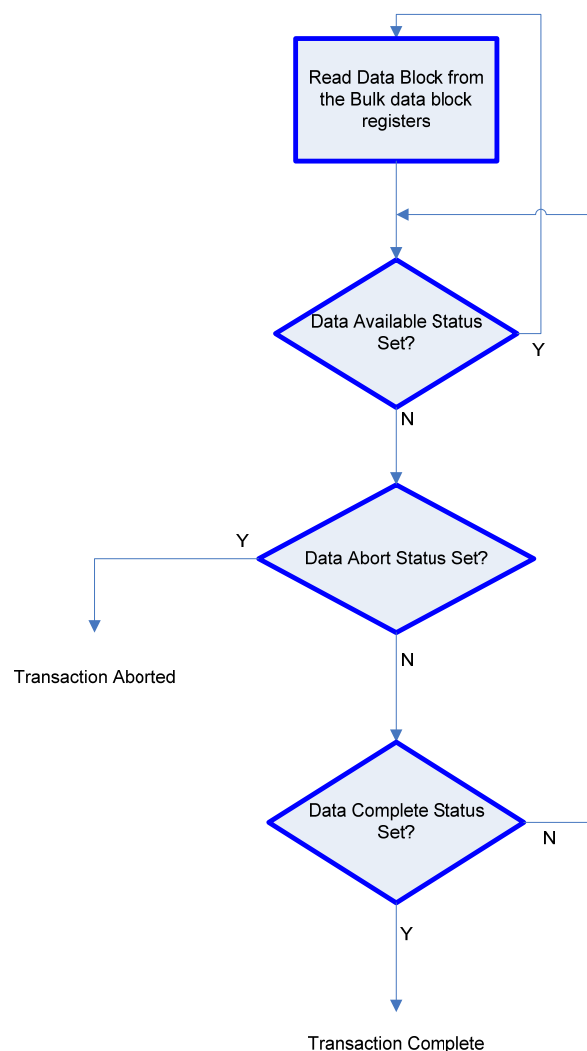 Read Data Block from
the Bulk data block
registers
Data Available Status
Set?
Y
N
Data Abort Status Set?
Y
N
Transaction Aborted
Data Complete Status
Set?
N
Y
Transaction Complete